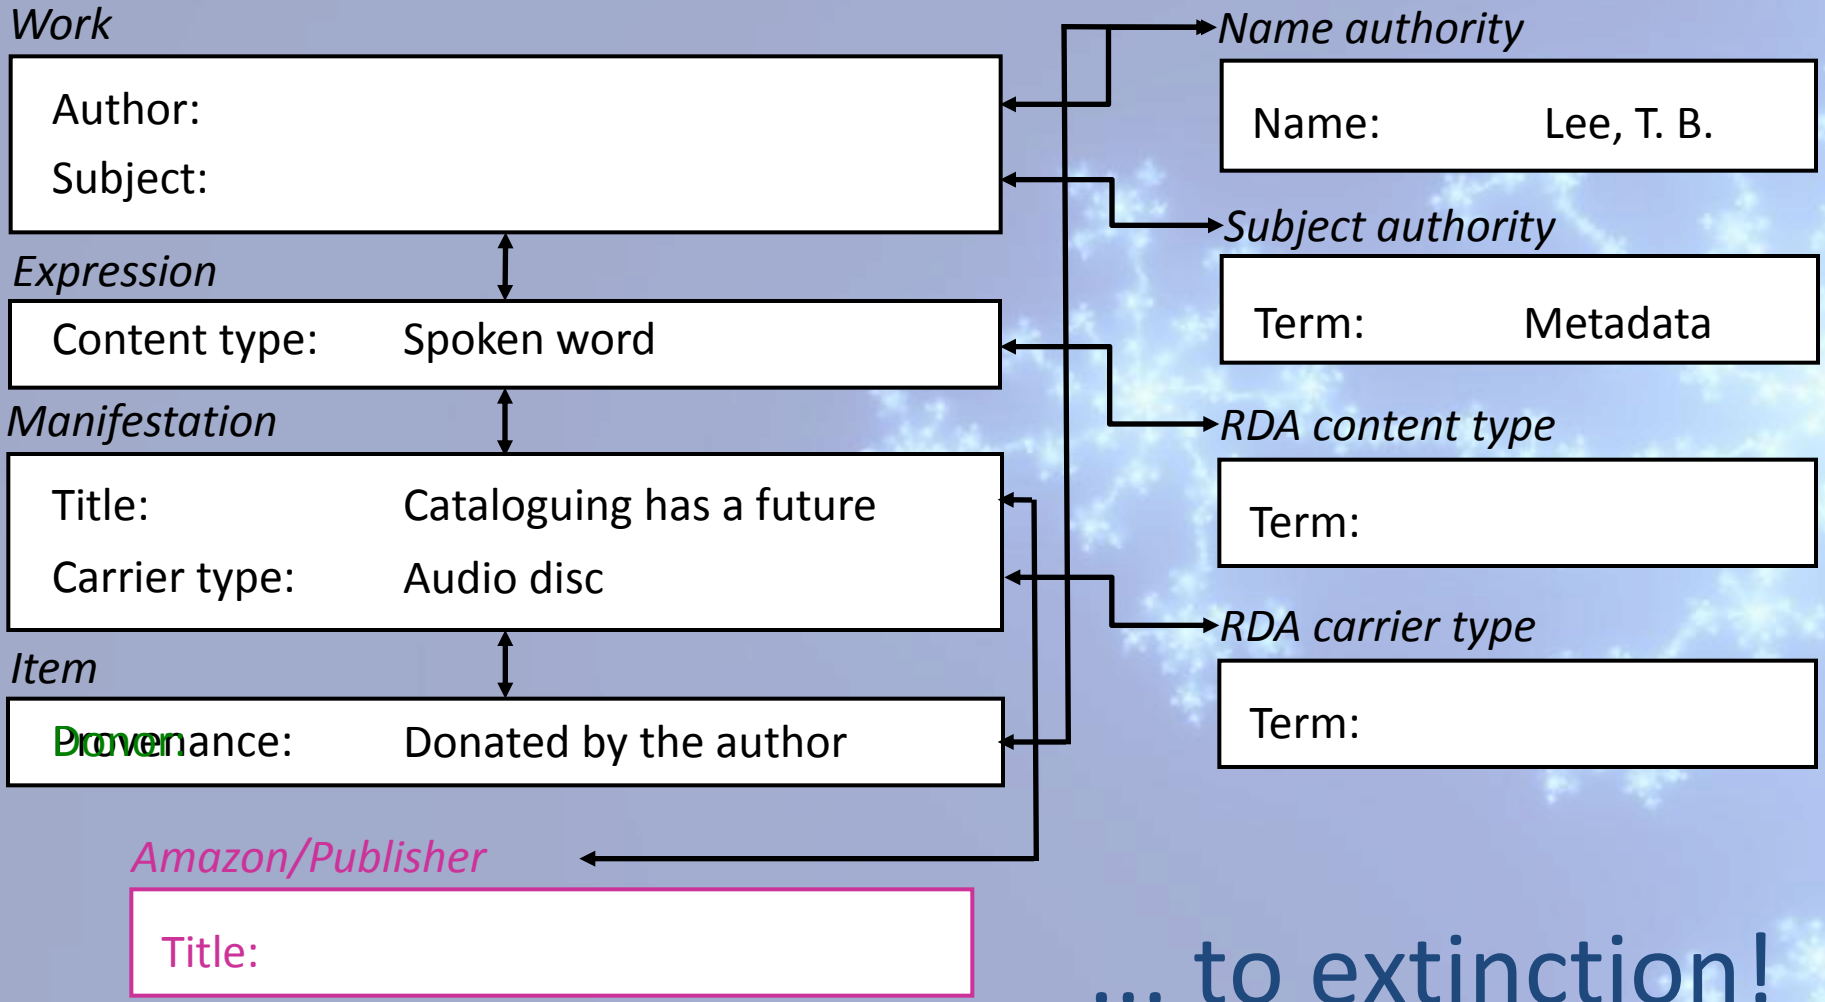 Work
Author:
Subject:
Expression
Content type: Spoken word
Manifestation
Title: Cataloguing has a future
Carrier type: Audio disc
Item
Provenance: Donated by the author
Donor:
Amazon/Publisher
Title:
Name authority
Name: Lee, T. B.
Subject authority
Term: Metadata
RDA content type
Term:
RDA carrier type
Term:
... to extinction!